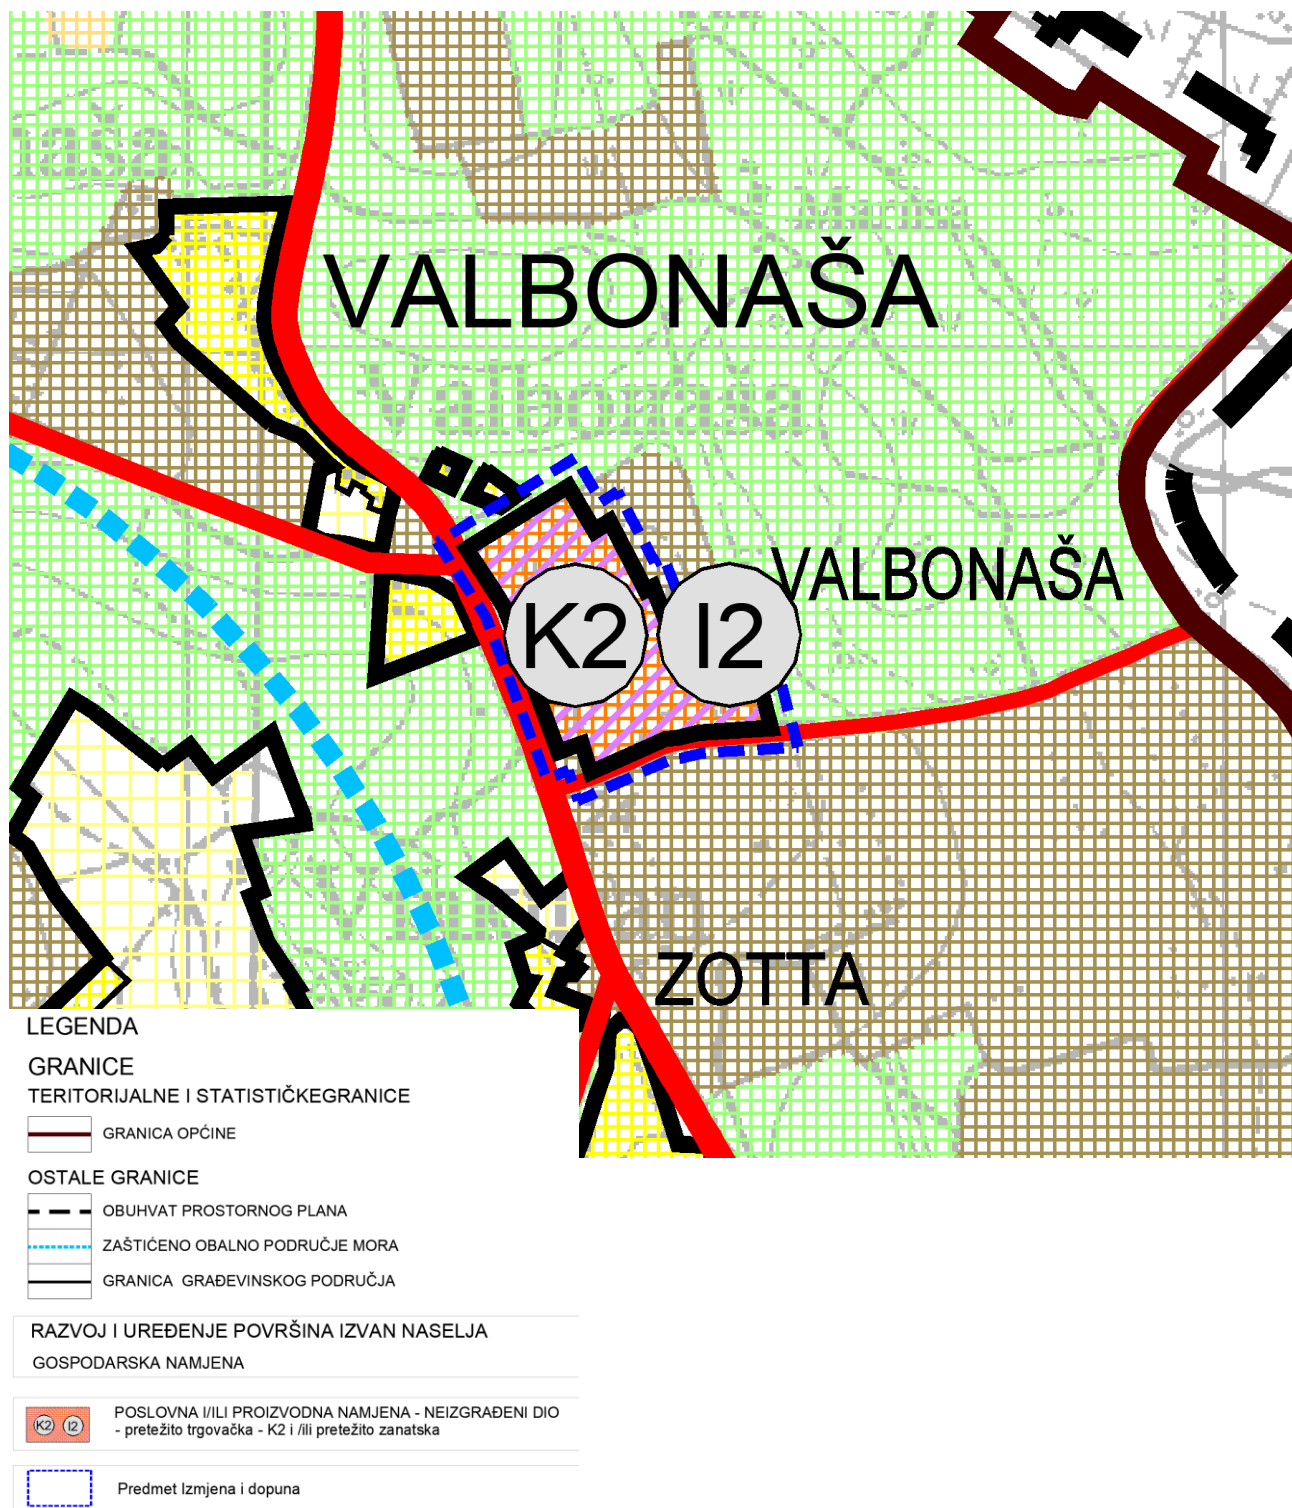 VALBONAŠA
Valbonaša
VALBONAŠA
K2
I2
ZOTTA
LEGENDA
GRANICE
TERITORIJALNE I STATISTIČKEGRANICE
GRANICA OPĆINE
OSTALE GRANICE
OBUHVAT PROSTORNOG PLANA
ZAŠTIĆENO OBALNO PODRUČJE MORA
GRANICA GRAĐEVINSKOG PODRUČJA
RAZVOJ I UREĐENJE POVRŠINA IZVAN NASELJA
GOSPODARSKA NAMJENA
K2 I2
POSLOVNA I/ILI PROIZVODNA NAMJENA - NEIZGRAĐENI DIO
- pretežito trgovačka - K2 i /ili pretežito zanatska
Predmet Izmjena i dopuna